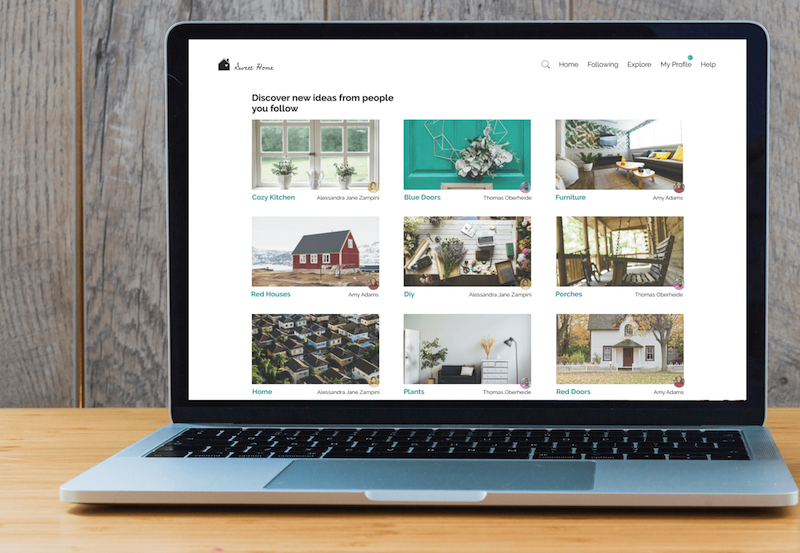 Sweet Home
Home Following Explore My Profile Help
Discover new ideas from people
you follow
Cozy Kitchen Alessandra Jane Zampini
Blue Doors Thomas Oberheide
Furniture Amy Adams
Red Houses Amy Adams
Diy Alessandra Jane Zampini
Porches Thomas Oberheide
Home Alessandra Jane Zampini
Plants Thomas Oberheide
Red Doors Amy Adams